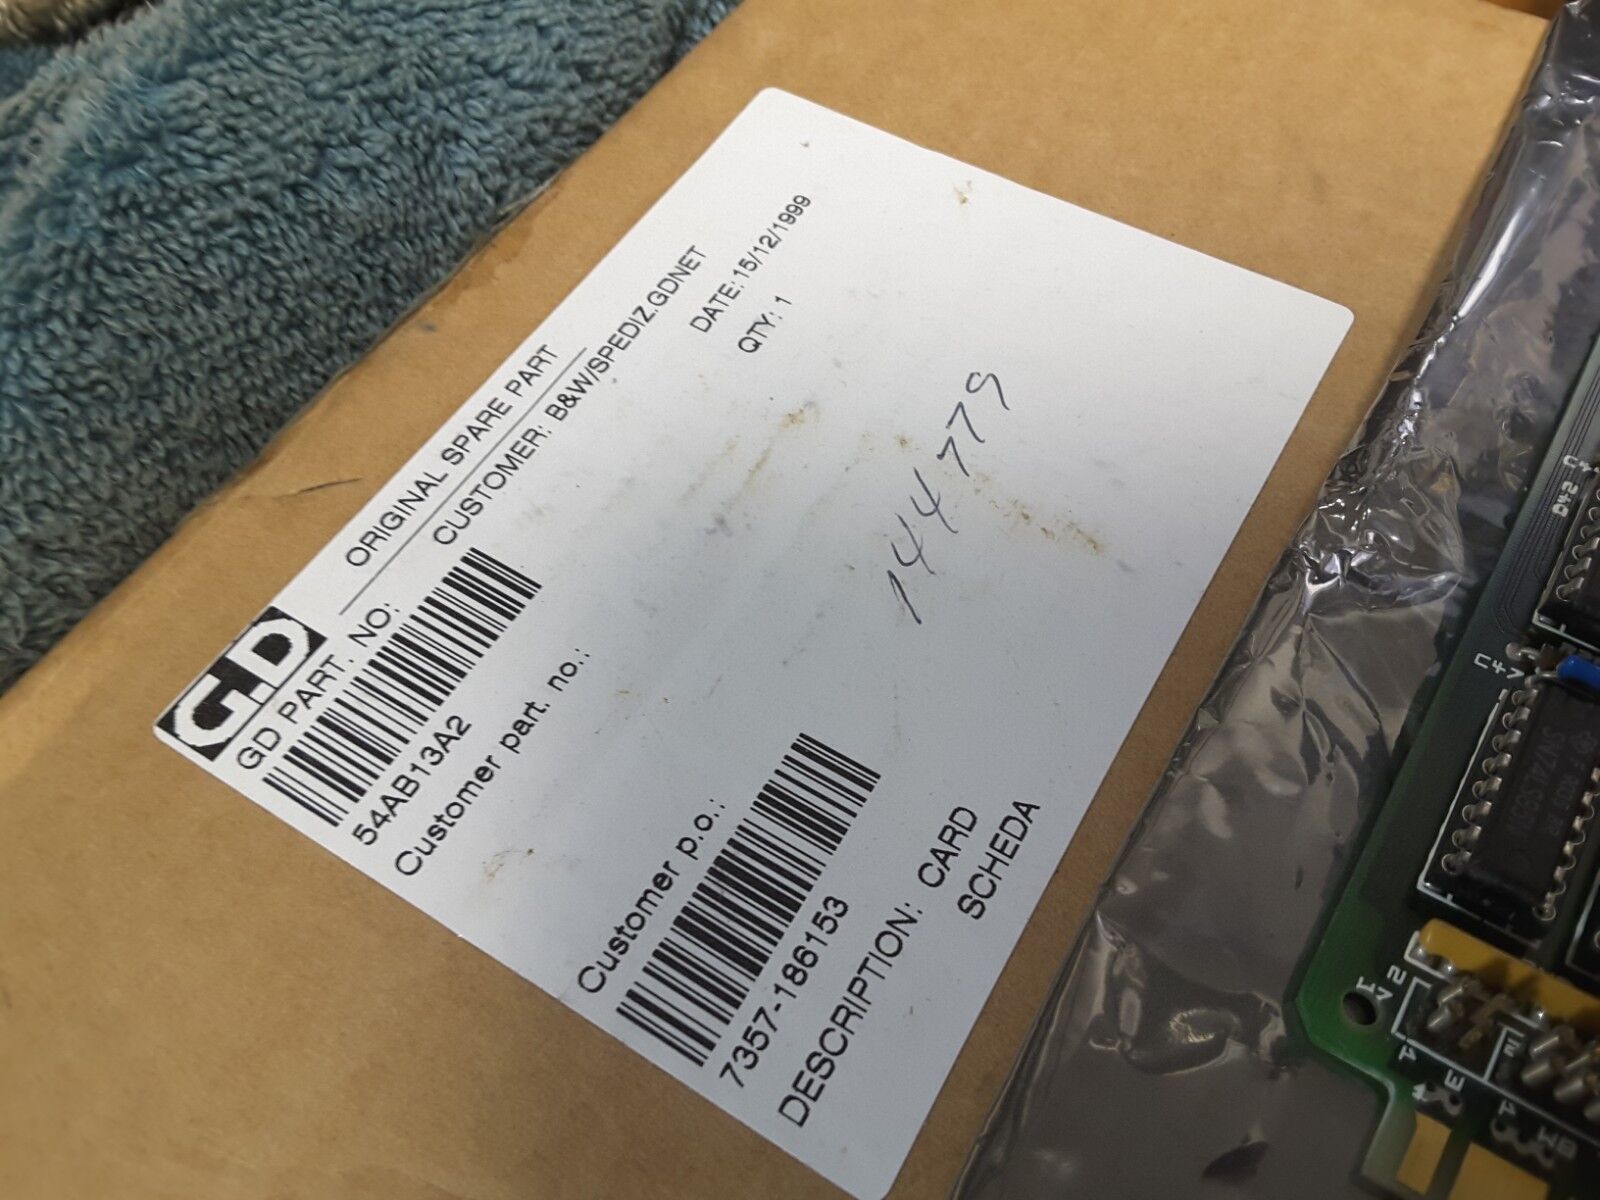 GD
ORIGINAL SPARE PART
GD PART. NO:
CUSTOMER: B&W/SPEDIZ.GDNET
54AB13A2
DATE: 15/12/1999
Customer part. no.:
QTY: 1
Customer p.o.:
144779
7357-186153
DESCRIPTION: CARD
SCHEDA